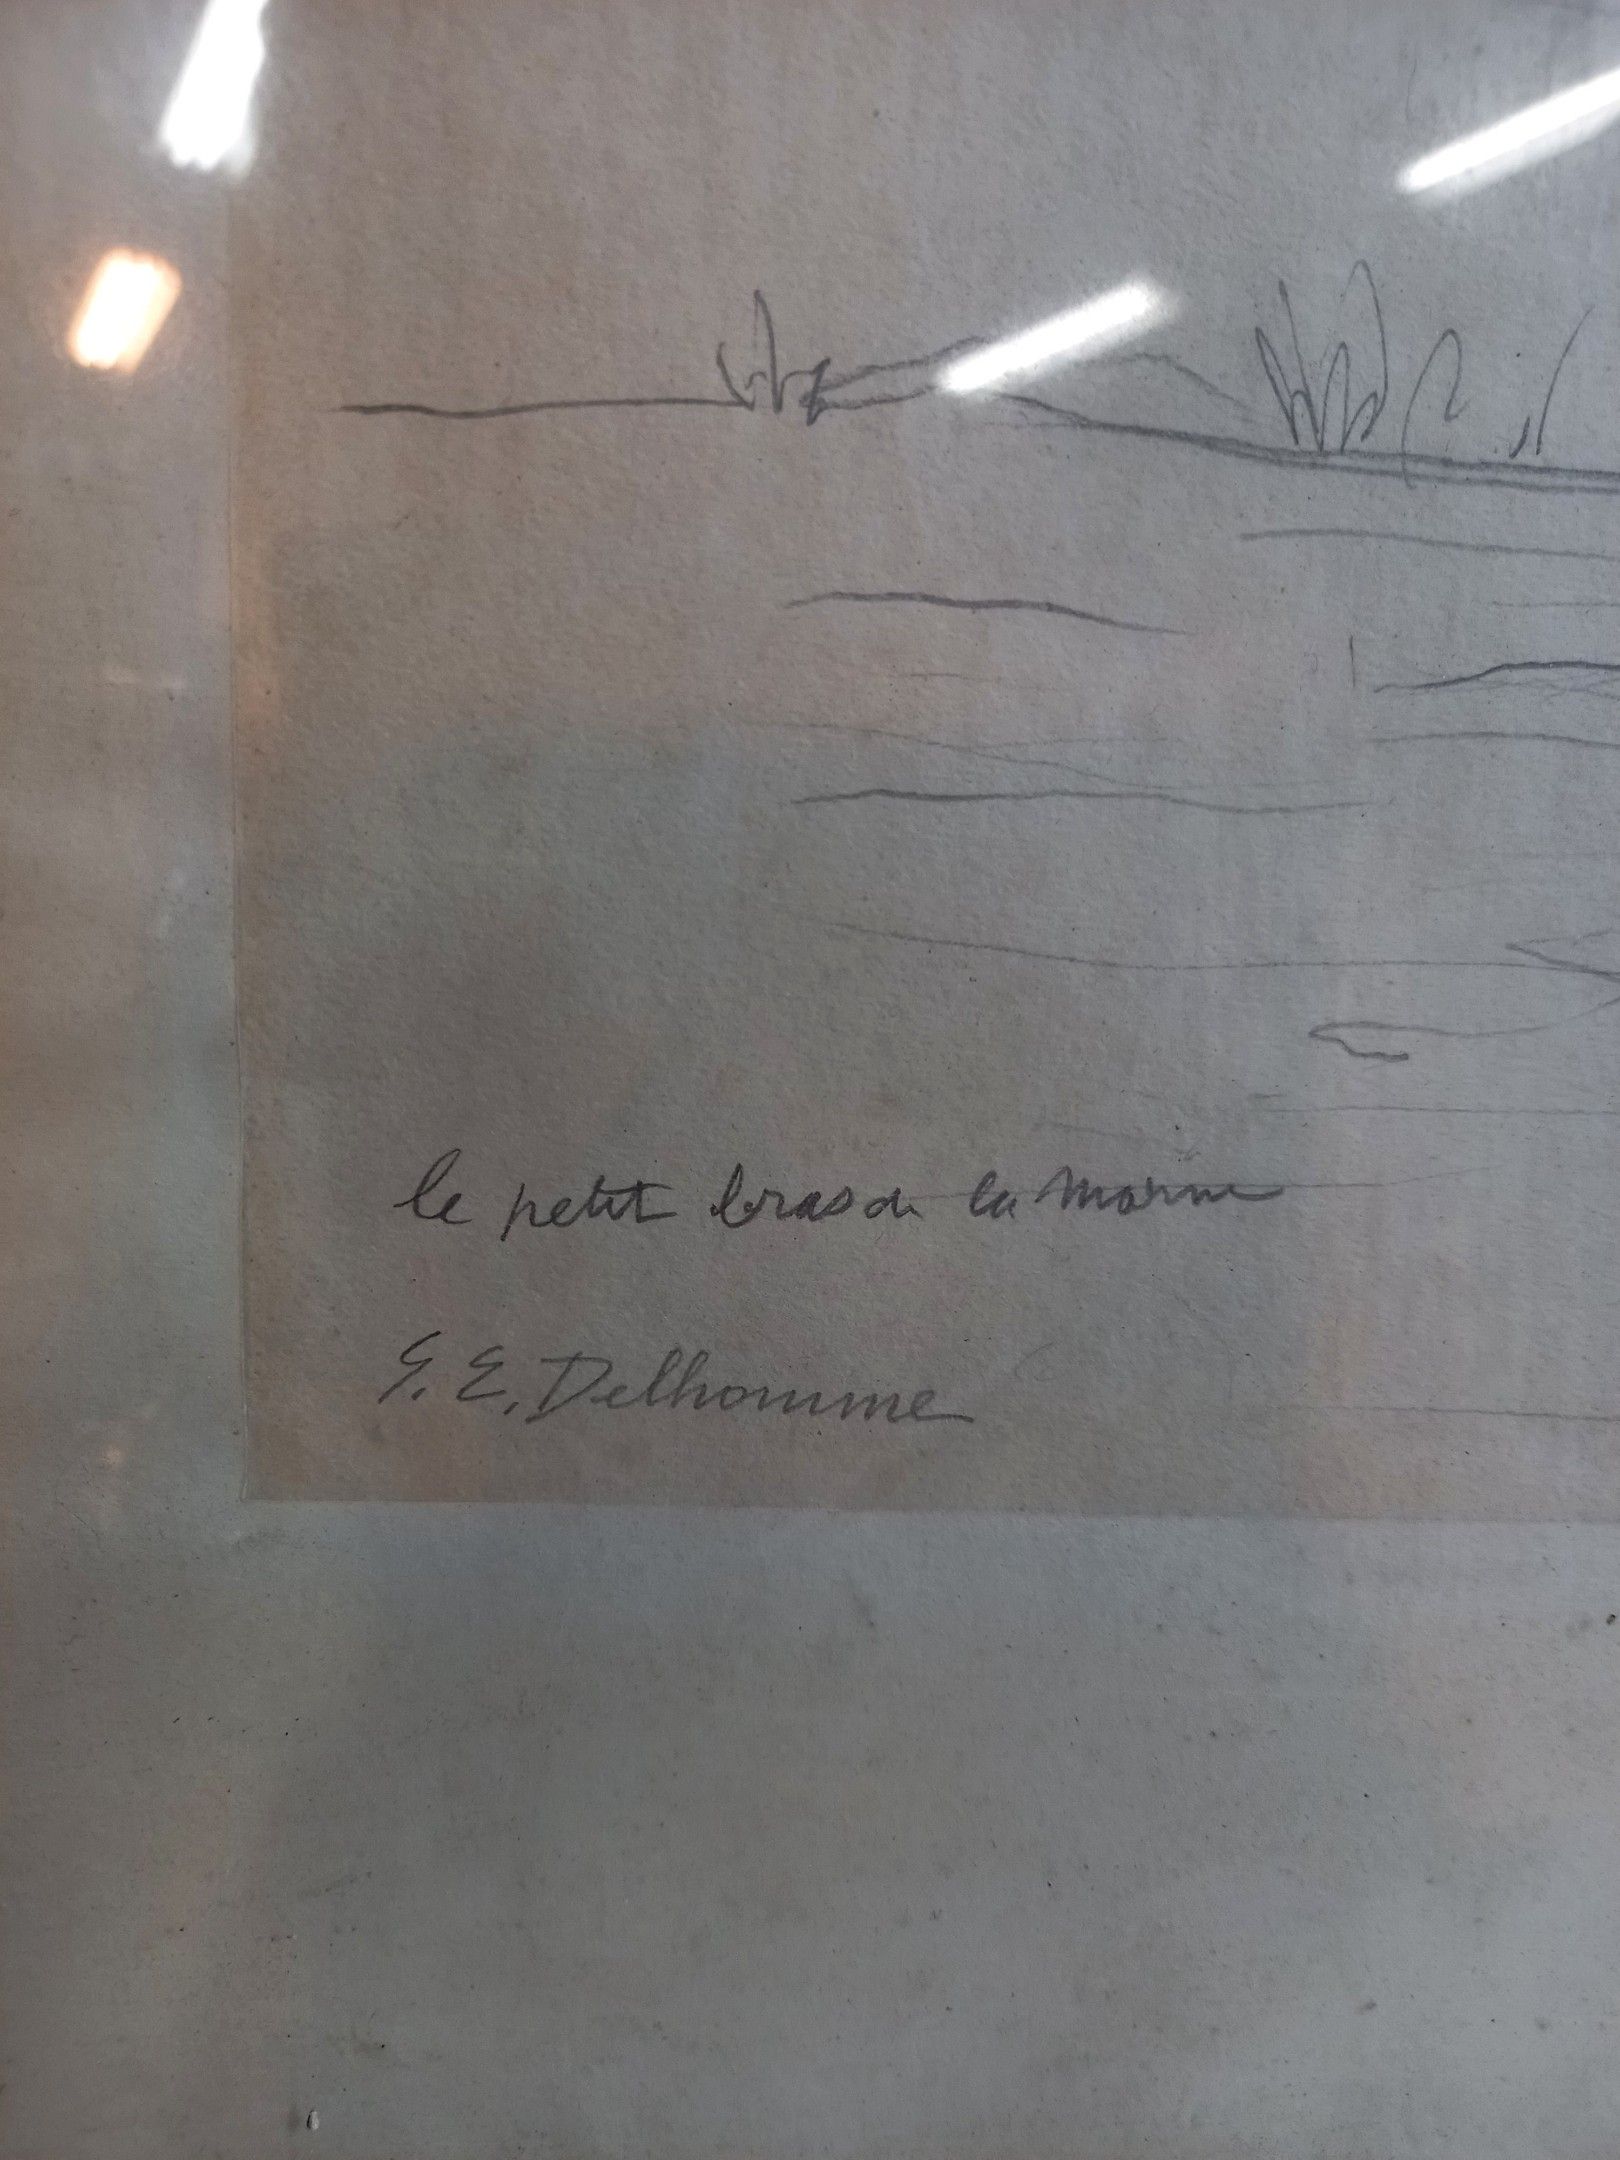 le petit bras de la Marne
G. E. Delhomme